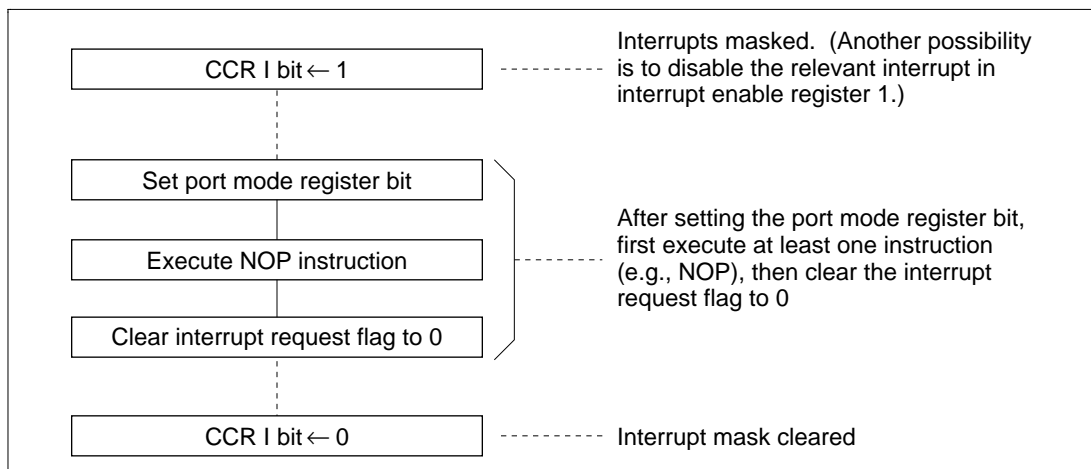 CCR I bit ← 1
Interrupts masked. (Another possibility
is to disable the relevant interrupt in
interrupt enable register 1.)
Set port mode register bit
Execute NOP instruction
Clear interrupt request flag to 0
After setting the port mode register bit,
first execute at least one instruction
(e.g., NOP), then clear the interrupt
request flag to 0
CCR I bit ← 0
Interrupt mask cleared